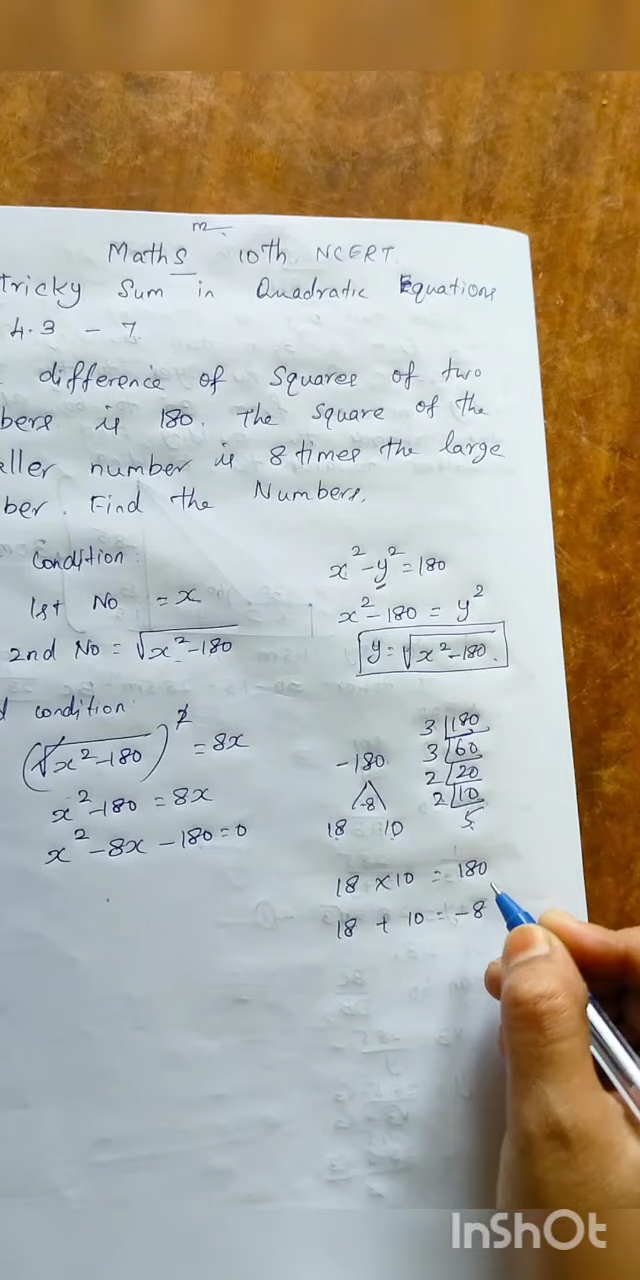 m
Maths 10th NCERT.
Tricky Sum in Quadratic Equations
4.3 - 7
difference of squares of two
bers is 180. The square of the
ller number is 8 times the large
ber. Find the Numbers.
Condition:
1st No = x
2nd No = √x²-180
x² - y² = 180
x² - 180 = y²
y = √x²-180.
condition:
(√x²-180)² = 8x
x² - 180 = 8x
x² - 8x - 180 = 0
-180
-8
18 10
3 180
3 60
2 20
2 10
5
18 × 10 = 180
18 + 10 = -8
InShOt